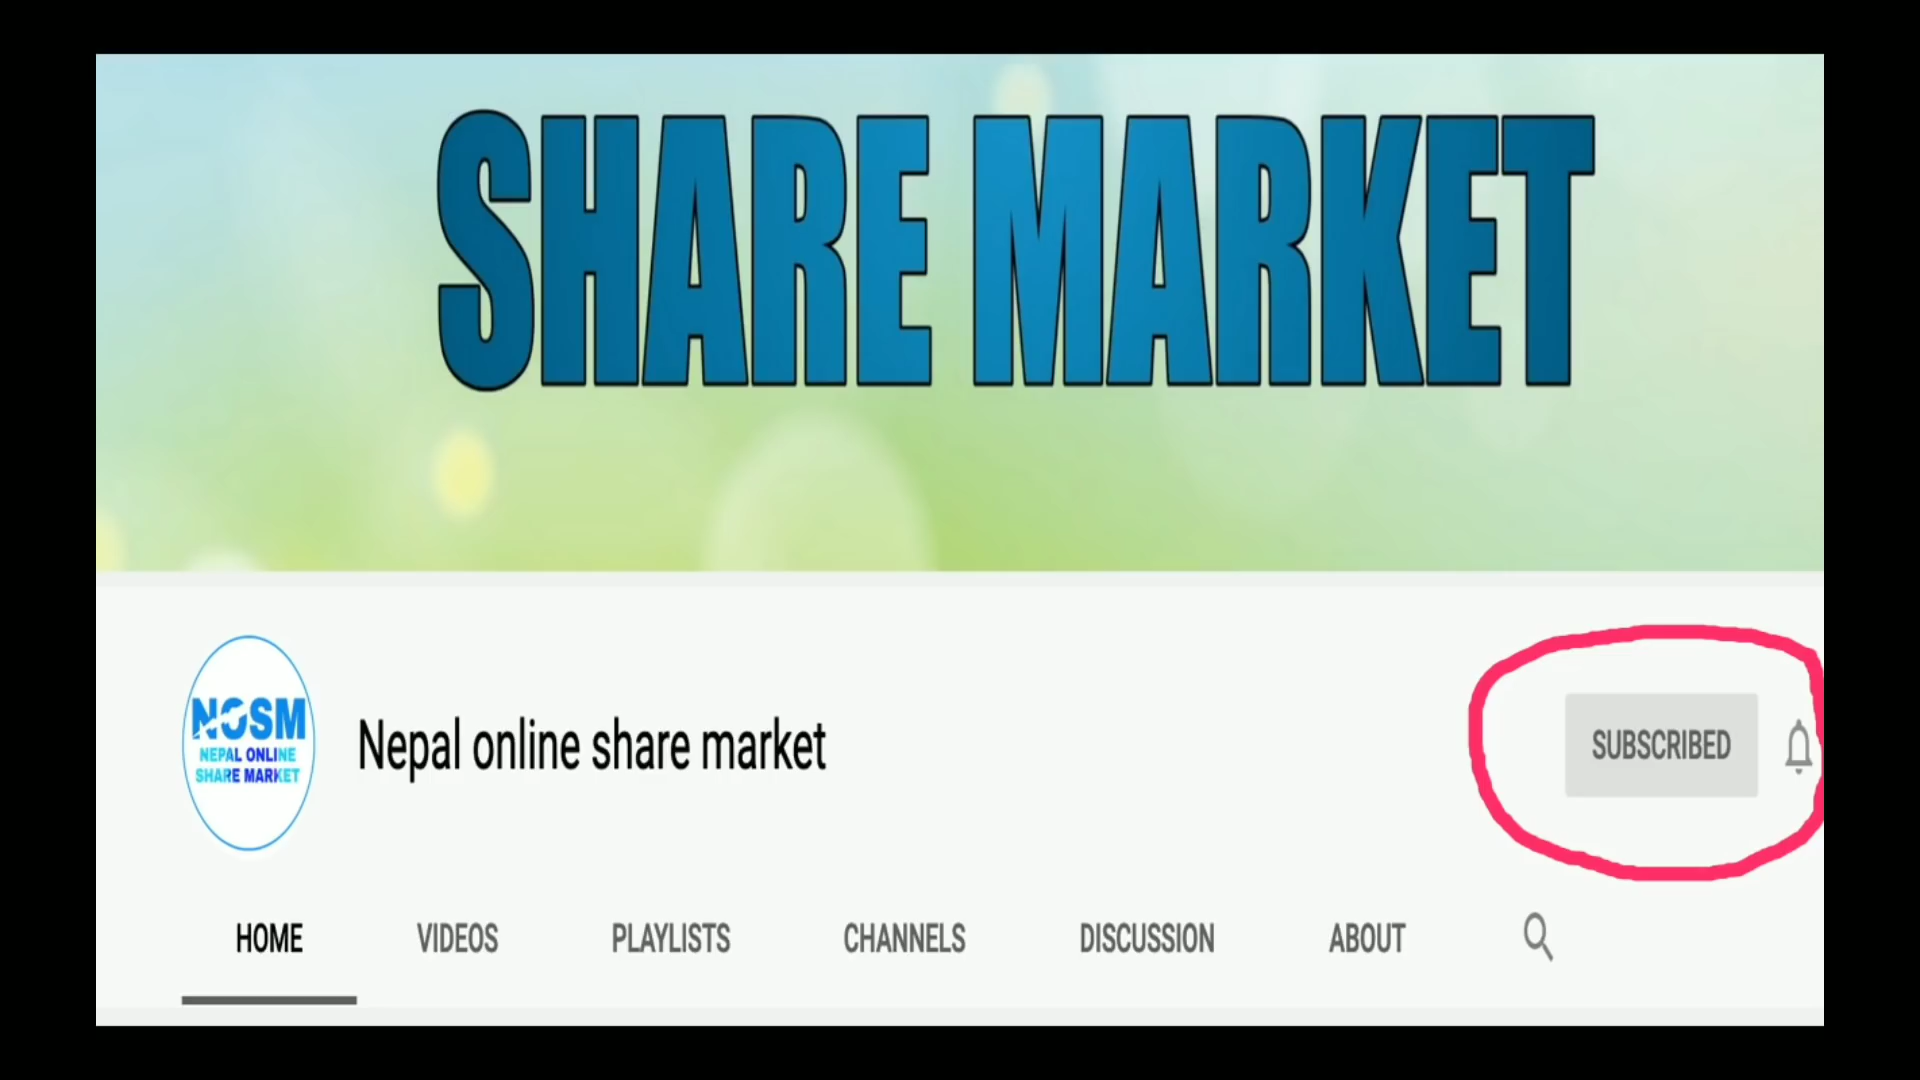 SHARE MARKET
NOSM
NEPAL ONLINE
SHARE MARKET
Nepal online share market
SUBSCRIBED
HOME VIDEOS PLAYLISTS CHANNELS DISCUSSION ABOUT